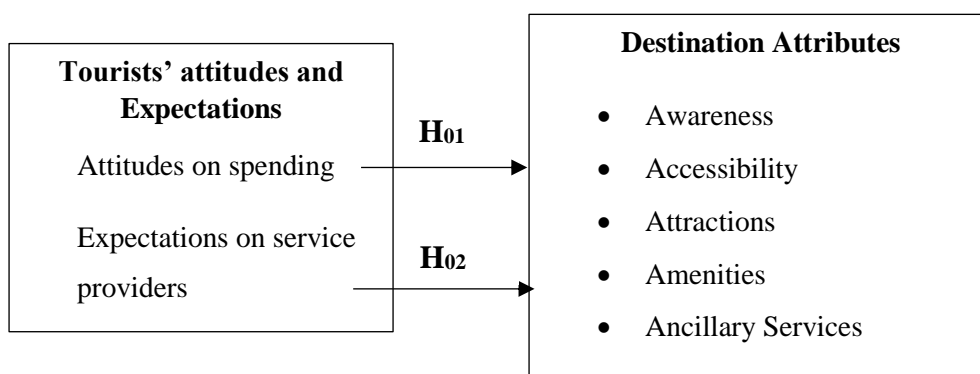 Tourists’ attitudes and
Expectations
Attitudes on spending
Expectations on service
providers
H01
H02
Destination Attributes
• Awareness
• Accessibility
• Attractions
• Amenities
• Ancillary Services